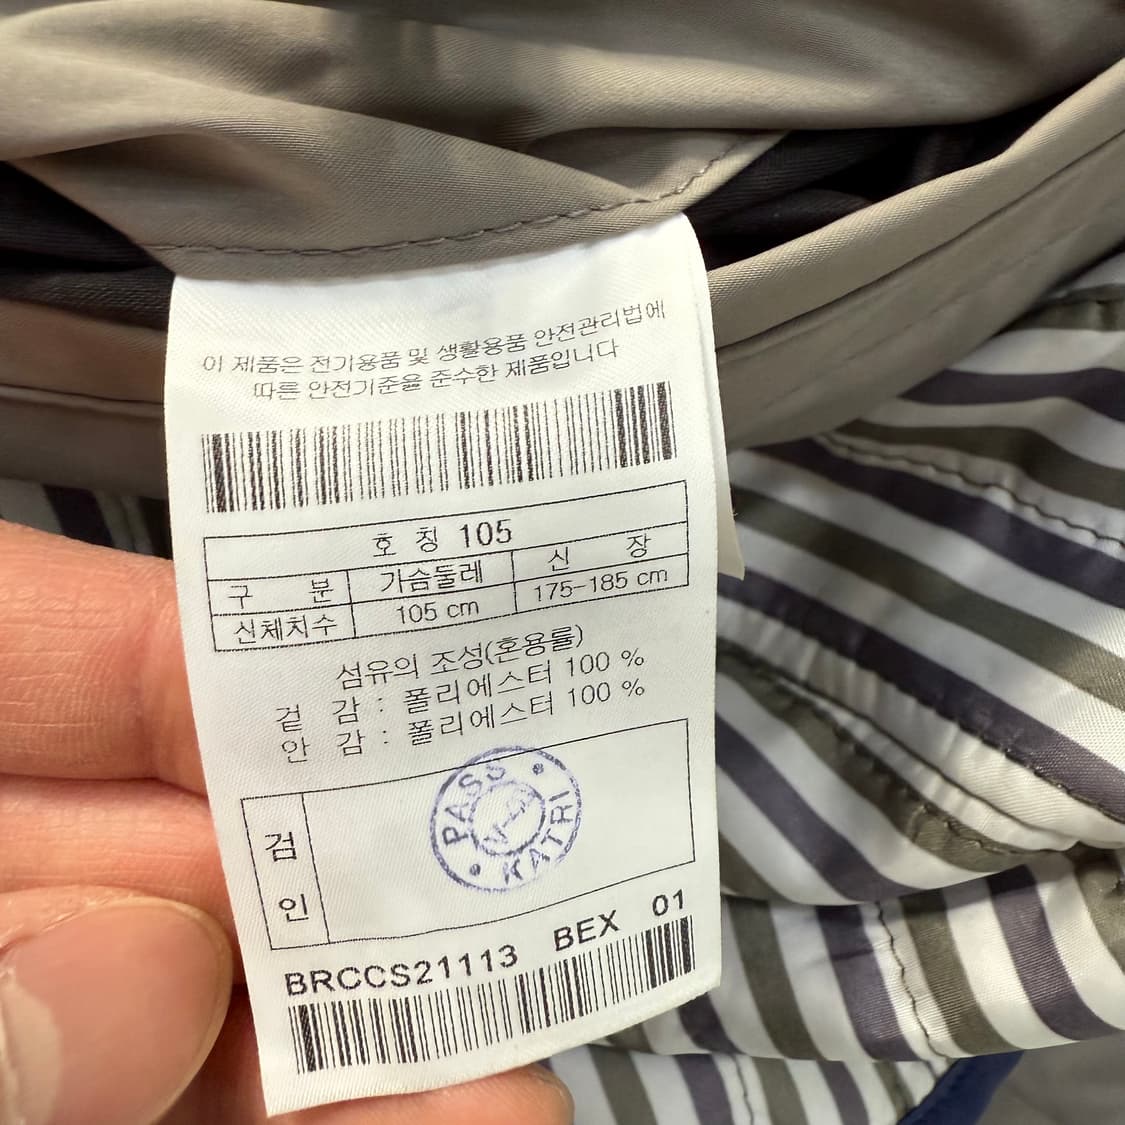 이 제품은 전기용품 및 생활용품 안전관리법에
따른 안전기준을 준수한 제품입니다
호 칭 105
구 분 가슴둘레 신 장
신체치수 105 cm 175-185 cm
섬유의 조성(혼용률)
겉 감 : 폴리에스터 100 %
안 감 : 폴리에스터 100 %
검
인
PASS
KATRI
BRCCS21113 BEX 01